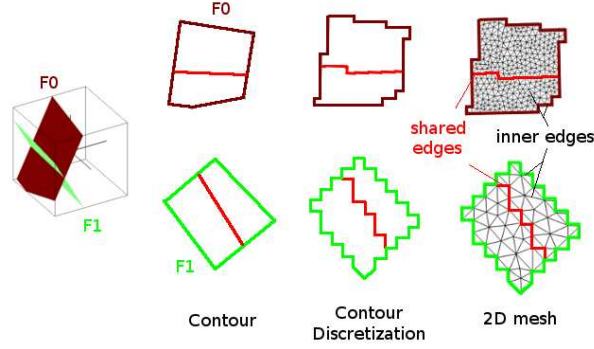 F0
F0
shared
edges
inner edges
F1
F1
Contour
Contour
Discretization
2D mesh